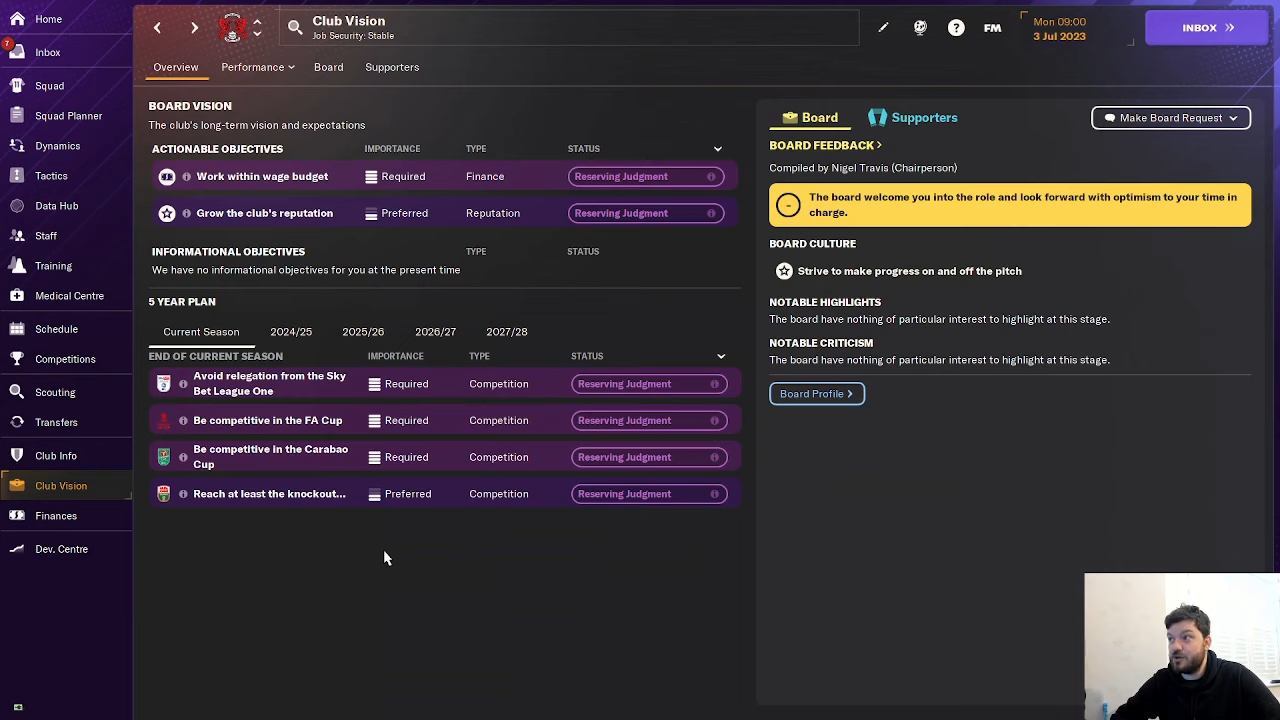 Home
7
Inbox
Squad
Squad Planner
Dynamics
Tactics
Data Hub
Staff
Training
Medical Centre
Schedule
Competitions
Scouting
Transfers
Club Info
Club Vision
Finances
Dev. Centre
Club Vision
Job Security: Stable
FM
Mon 09:00
3 Jul 2023
INBOX
Overview
Performance
Board
Supporters
BOARD VISION
The club's long-term vision and expectations
ACTIONABLE OBJECTIVES IMPORTANCE TYPE STATUS
Work within wage budget Required Finance Reserving Judgment
Grow the club's reputation Preferred Reputation Reserving Judgment
INFORMATIONAL OBJECTIVES TYPE STATUS
We have no informational objectives for you at the present time
5 YEAR PLAN
Current Season 2024/25 2025/26 2026/27 2027/28
END OF CURRENT SEASON IMPORTANCE TYPE STATUS
Avoid relegation from the Sky
Bet League One Required Competition Reserving Judgment
Be competitive in the FA Cup Required Competition Reserving Judgment
Be competitive in the Carabao
Cup Required Competition Reserving Judgment
Reach at least the knockout... Preferred Competition Reserving Judgment
Board
Supporters
Make Board Request
BOARD FEEDBACK >
Compiled by Nigel Travis (Chairperson)
The board welcome you into the role and look forward with optimism to your time in
charge.
BOARD CULTURE
Strive to make progress on and off the pitch
NOTABLE HIGHLIGHTS
The board have nothing of particular interest to highlight at this stage.
NOTABLE CRITICISM
The board have nothing of particular interest to highlight at this stage.
Board Profile >